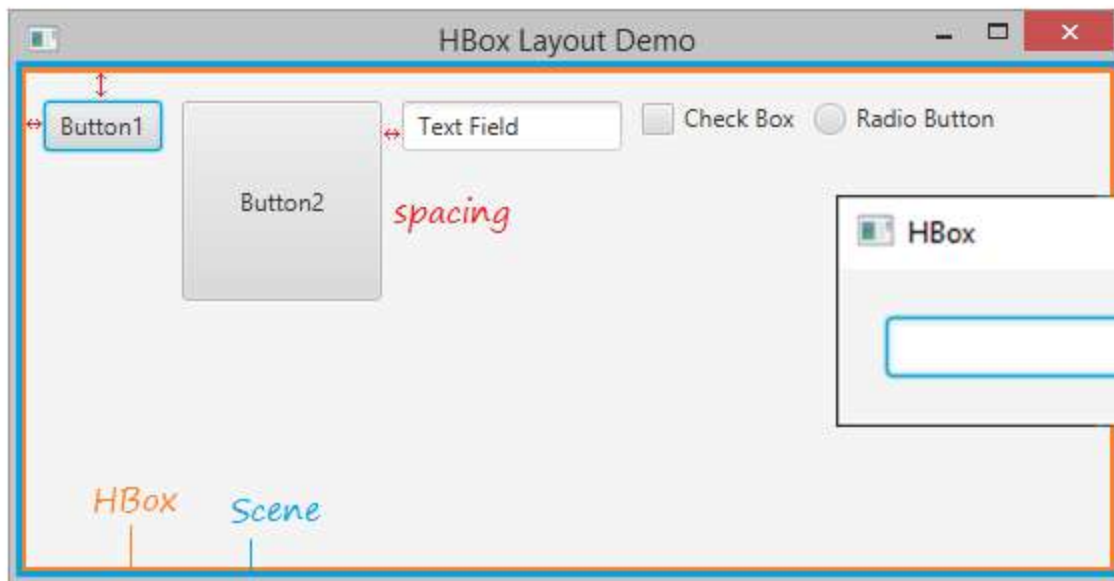 HBox Layout Demo
Button1
Button2
Text Field
Check Box
Radio Button
spacing
HBox
HBox
Scene